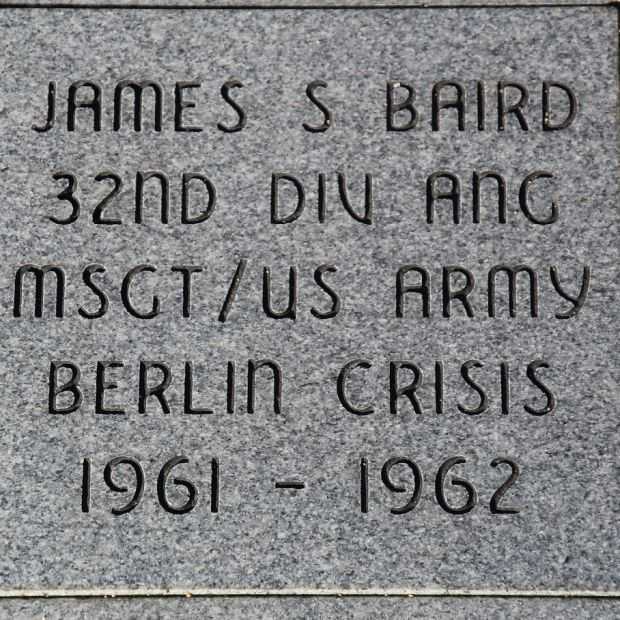 JAMES S BAIRD
32ND DIV ANG
MSGT/US ARMY
BERLIN CRISIS
1961 - 1962